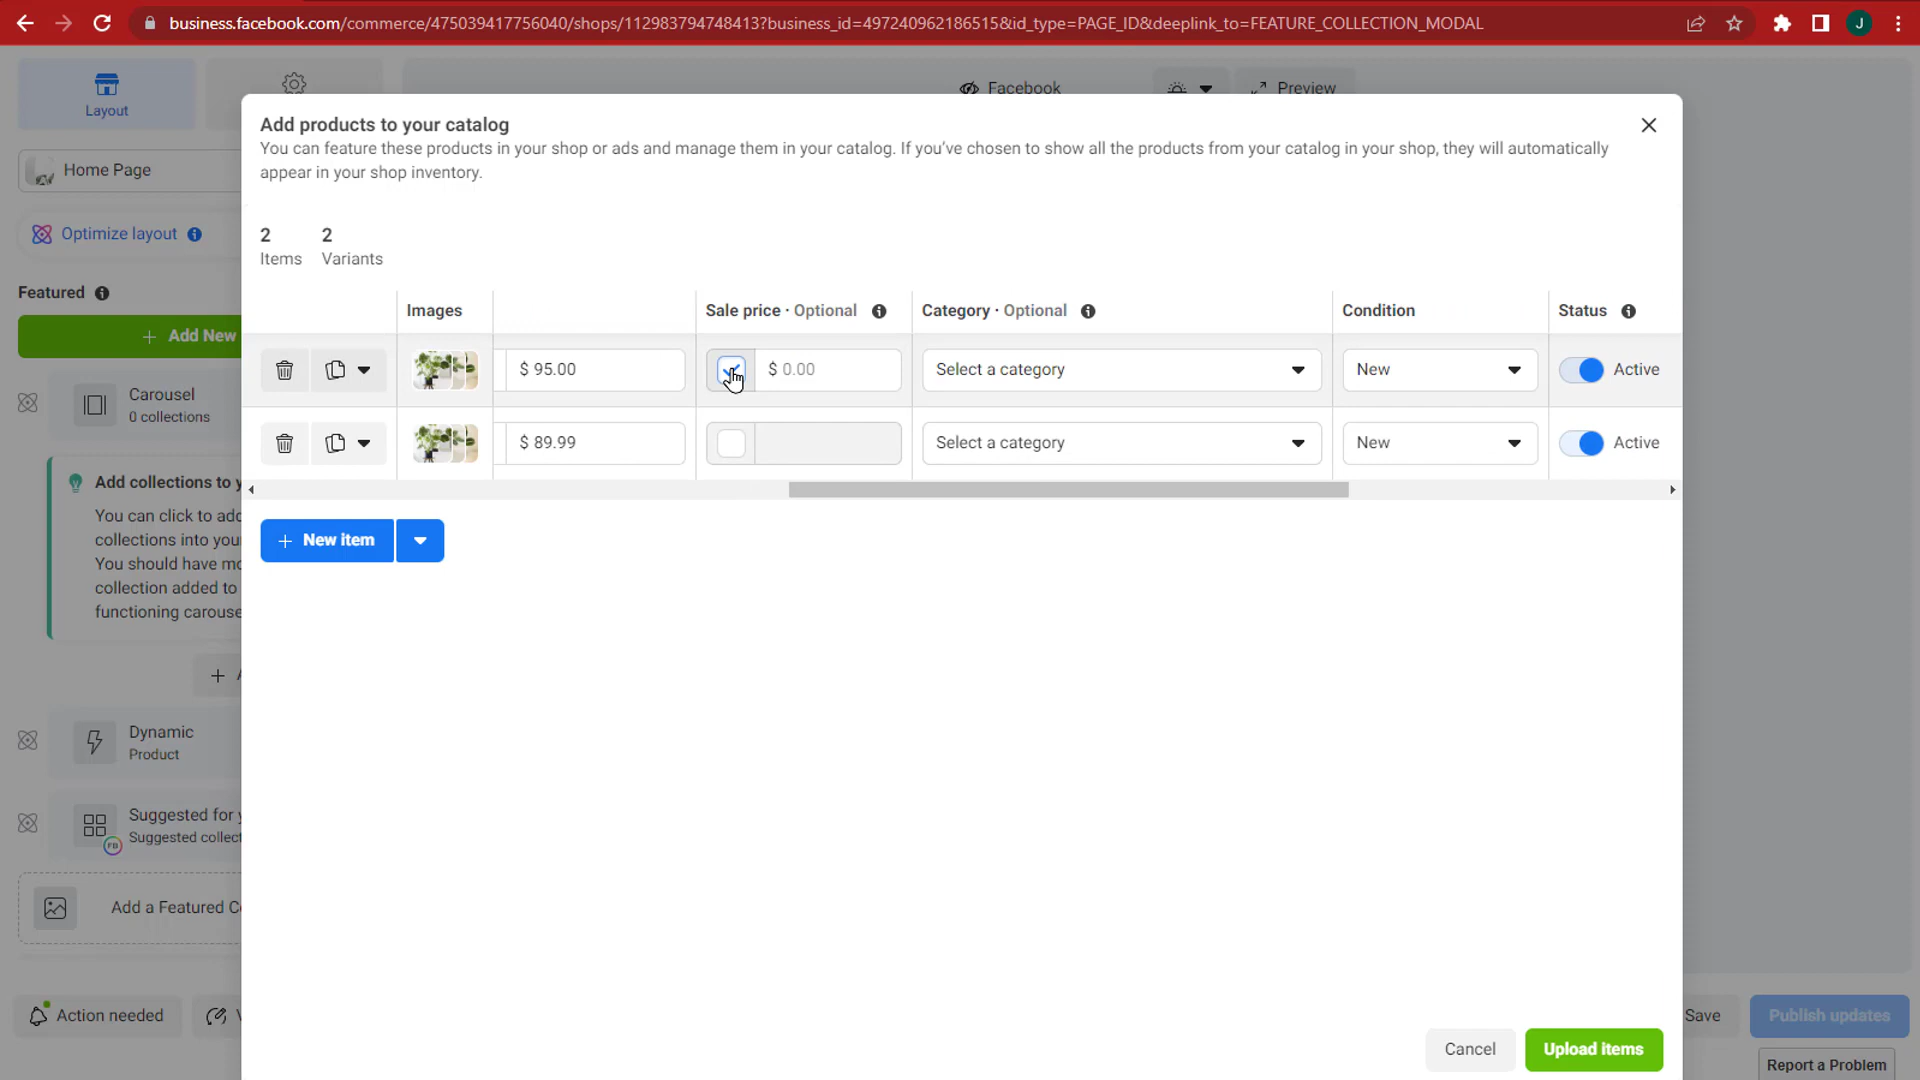 business.facebook.com/commerce/475039417756040/shops/112983794748413?business_id=497240962186515&id_type=PAGE_ID&deeplink_to=FEATURE_COLLECTION_MODAL
J
Layout
Facebook
Preview
Add products to your catalog
You can feature these products in your shop or ads and manage them in your catalog. If you've chosen to show all the products from your catalog in your shop, they will automatically
appear in your shop inventory.
Home Page
Optimize layout
2 2
Items Variants
Featured
Images
Sale price · Optional
Category · Optional
Condition
Status
+ Add New
$ 95.00
$ 0.00
Select a category
New
Active
Carousel
0 collections
$ 89.99
Select a category
New
Active
Add collections to y
You can click to add
collections into your
You should have mo
collection added to
functioning carouse
+ New item
+ A
Dynamic
Product
Suggested for y
Suggested collect
FB
Add a Featured C
Action needed
Save
Publish updates
Cancel
Upload items
Report a Problem